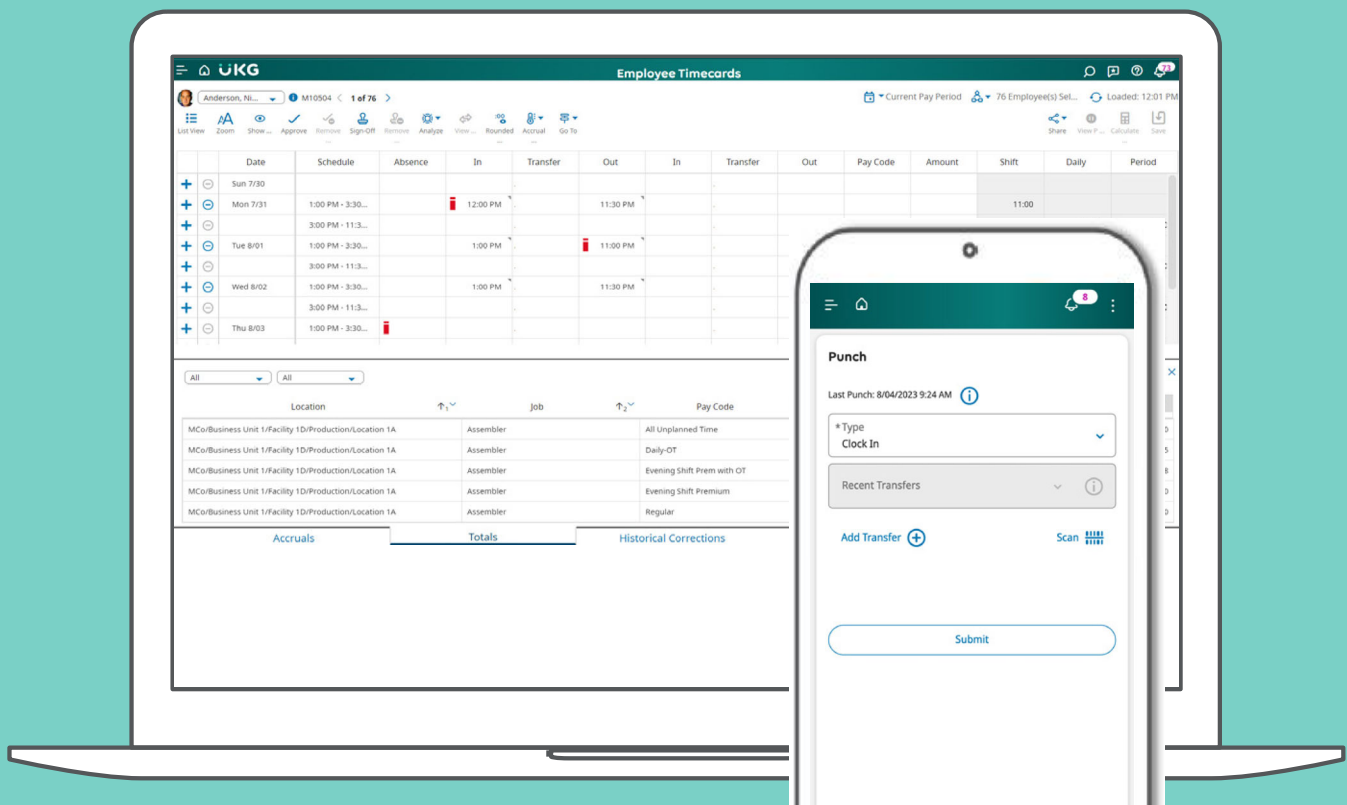 UKG
Employee Timecards
73
Anderson, Ni... M10504 1 of 76
Current Pay Period 76 Employee(s) Sel... Loaded: 12:01 PM
List View Zoom Show ... Approve Remove Sign-Off Remove Analyze View ... Rounded Accrual Go To Share View P ... Calculate Save
Date Schedule Absence In Transfer Out In Transfer Out Pay Code Amount Shift Daily Period
Sun 7/30
Mon 7/31 1:00 PM - 3:30... 12:00 PM 11:30 PM 11:00
3:00 PM - 11:3...
Tue 8/01 1:00 PM - 3:30... 1:00 PM 11:00 PM
3:00 PM - 11:3...
Wed 8/02 1:00 PM - 3:30... 1:00 PM 11:30 PM
3:00 PM - 11:3...
Thu 8/03 1:00 PM - 3:30...
All All
Location 1 Job 2 Pay Code
MCo/Business Unit 1/Facility 1D/Production/Location 1A Assembler All Unplanned Time
MCo/Business Unit 1/Facility 1D/Production/Location 1A Assembler Daily-OT
MCo/Business Unit 1/Facility 1D/Production/Location 1A Assembler Evening Shift Prem with OT
MCo/Business Unit 1/Facility 1D/Production/Location 1A Assembler Evening Shift Premium
MCo/Business Unit 1/Facility 1D/Production/Location 1A Assembler Regular
Accruals Totals Historical Corrections
8
Punch
Last Punch: 8/04/2023 9:24 AM
*Type
Clock In
Recent Transfers
Add Transfer Scan
Submit